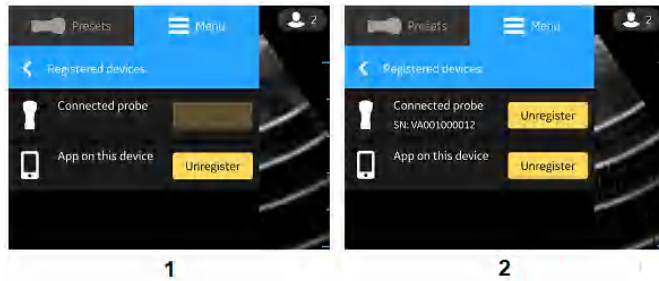 Presets
Menu
2
Registered devices
Connected probe
App on this device
Unregister
1
Presets
Menu
2
Registered devices
Connected probe
SN: VA001000012
Unregister
App on this device
Unregister
2